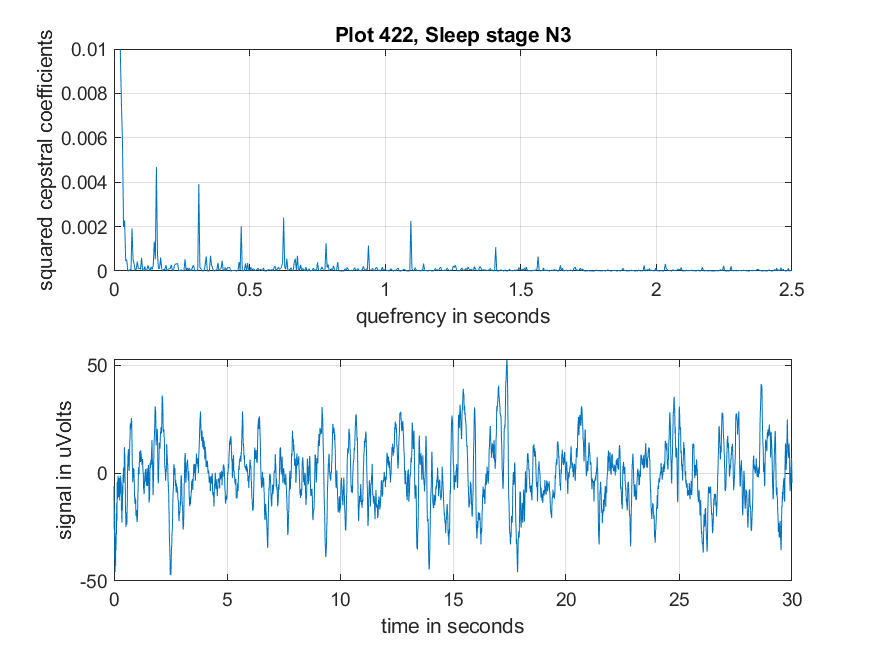 Plot 422, Sleep stage N3
squared cepstral coefficients
0.01
0.008
0.006
0.004
0.002
0
0 0.5 1 1.5 2 2.5
quefrency in seconds
signal in uVolts
50
0
-50
0 5 10 15 20 25 30
time in seconds